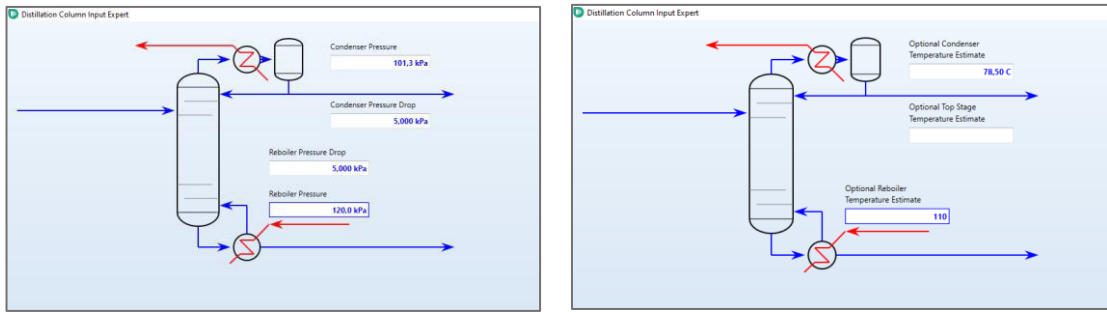 Distillation Column Input Expert
Condenser Pressure
101,3 kPa
Condenser Pressure Drop
5,000 kPa
Reboiler Pressure Drop
5,000 kPa
Reboiler Pressure
120,0 kPa
Distillation Column Input Expert
Optional Condenser
Temperature Estimate
78,50 C
Optional Top Stage
Temperature Estimate
Optional Reboiler
Temperature Estimate
110